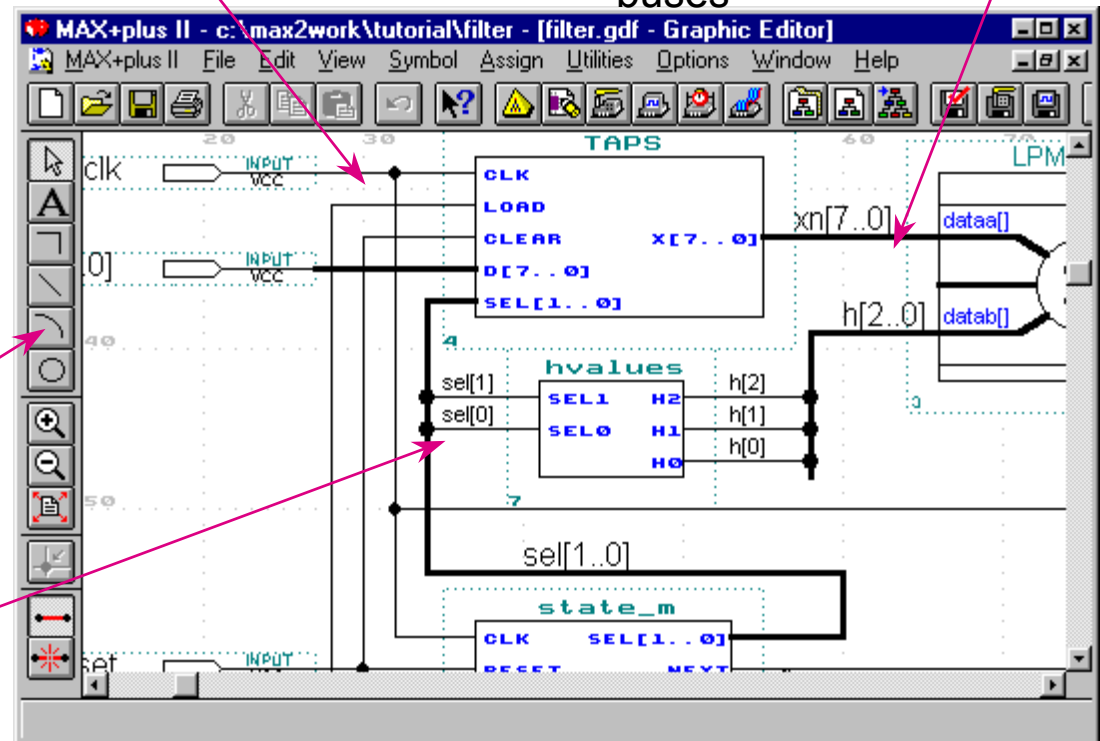 buses
MAX+plus II - c:\max2work\tutorial\filter - [filter.gdf - Graphic Editor]
MAX+plus II File Edit View Symbol Assign Utilities Options Window Help
20 30 60 70
TAPS
LPM
clk INPUT VCC
CLK
LOAD
CLEAR X[7..0]
xn[7..0] dataa[]
.0] INPUT VCC
D[7..0]
SEL[1..0]
h[2..0] datab[]
40 4
hvalues
3
sel[1] SEL1 H2 h[2]
sel[0] SEL0 H1 h[1]
H0 h[0]
50 7
sel[1..0]
state_m
CLK SEL[1..0]
set INPUT RESET NEXT
A